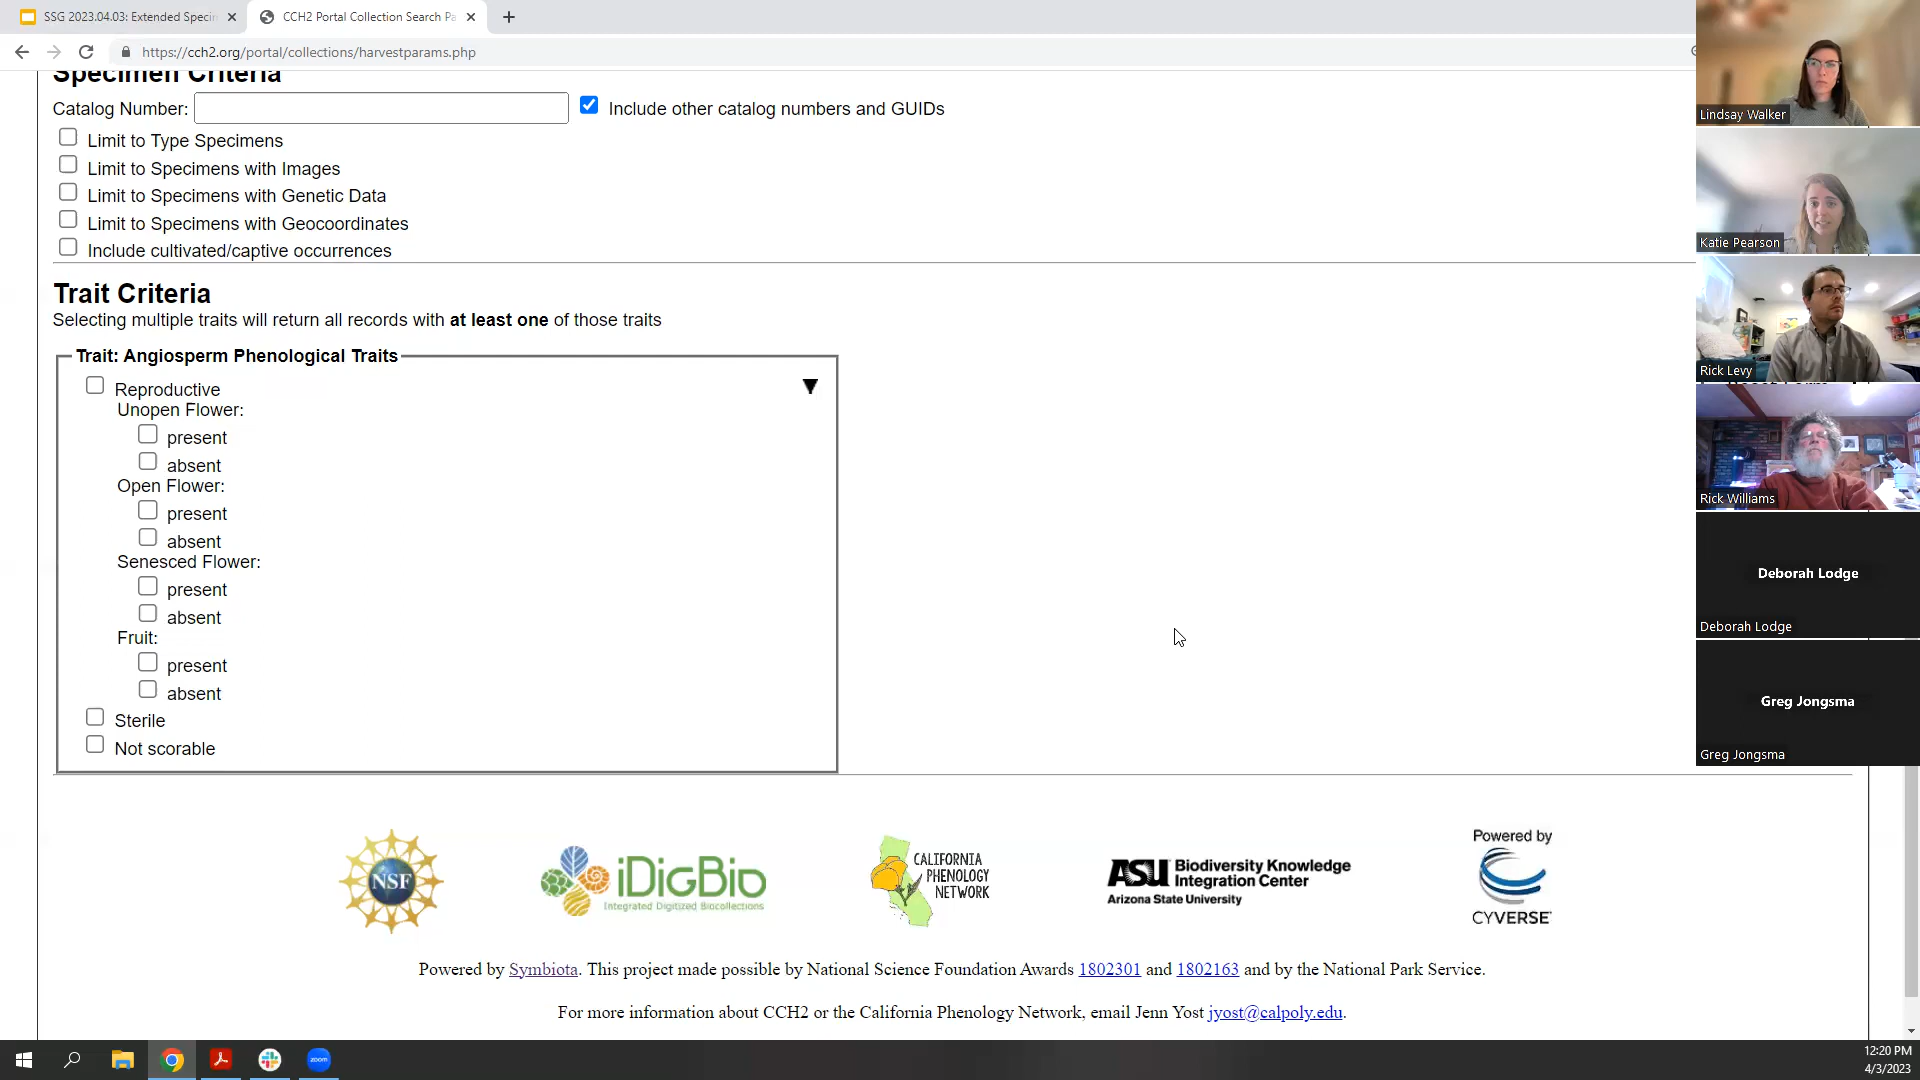 SSG 2023.04.03: Extended Speci
CCH2 Portal Collection Search Pa
https://cch2.org/portal/collections/harvestparams.php
Specimen Criteria
Catalog Number:
Include other catalog numbers and GUIDs
Limit to Type Specimens
Limit to Specimens with Images
Limit to Specimens with Genetic Data
Limit to Specimens with Geocoordinates
Include cultivated/captive occurrences
Trait Criteria
Selecting multiple traits will return all records with at least one of those traits
Trait: Angiosperm Phenological Traits
Reproductive
Unopen Flower:
present
absent
Open Flower:
present
absent
Senesced Flower:
present
absent
Fruit:
present
absent
Sterile
Not scorable
Lindsay Walker
Katie Pearson
Rick Levy
Rick Williams
Deborah Lodge
Deborah Lodge
Greg Jongsma
Greg Jongsma
NSF
iDigBio
Integrated Digitized Biocollections
CALIFORNIA
PHENOLOGY
NETWORK
ASU Biodiversity Knowledge
Integration Center
Arizona State University
Powered by
CYVERSE
Powered by Symbiota. This project made possible by National Science Foundation Awards 1802301 and 1802163 and by the National Park Service.
For more information about CCH2 or the California Phenology Network, email Jenn Yost jyost@calpoly.edu.
zoom
12:20 PM
4/3/2023